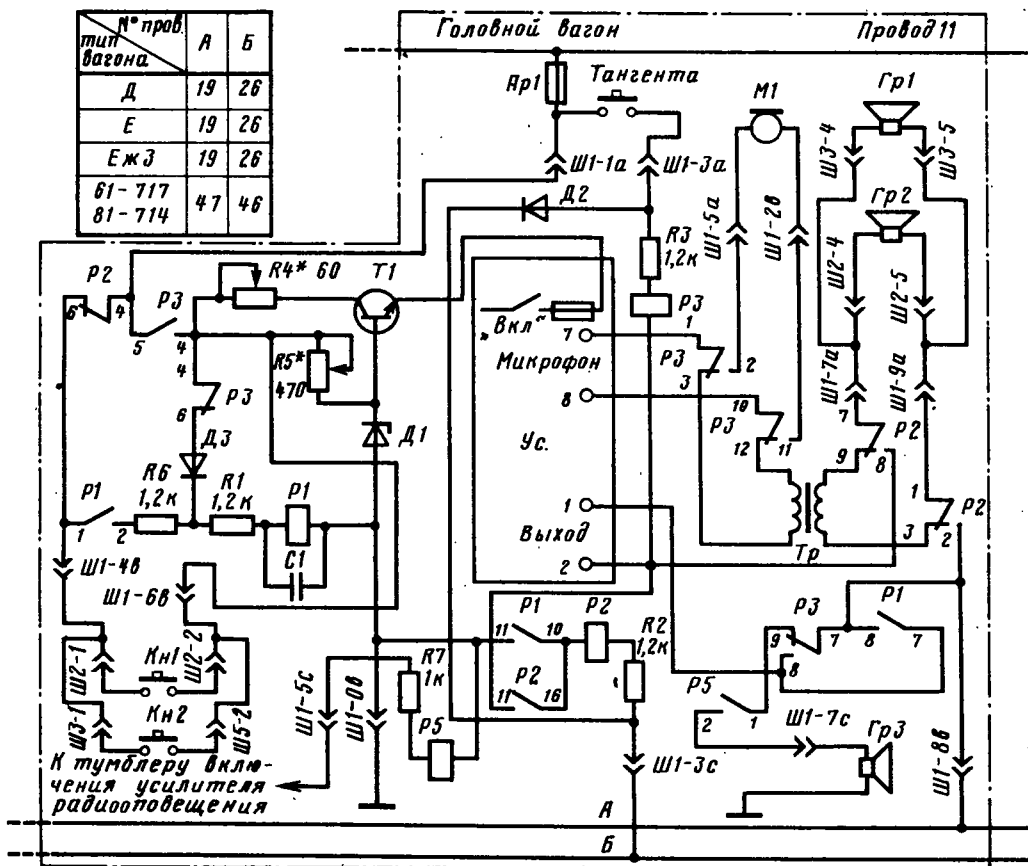 № пров.
тип
вагона
А
Б
Д 19 26
Е 19 26
Еж3 19 26
61-717
81-714
47 46
Головной вагон
Провод 11
Пр1
Тангента
М1
Гр1
Ш3-4
Ш3-5
Ш1-1а
Ш1-3а
Д2
Ш1-5а
Ш1-2в
Гр2
R3
1,2к
Ш2-4
Ш2-5
Р2
6
4
R4* 60
Т1
Р3
5
4
Р3
1
„Вкл“
7
Микрофон
Р3
3
2
Ш1-7а
Ш1-9а
4
R5*
470
Р3
6
8
10
Р3
12
11
7
Р2
9
8
Д3
Д1
Ус.
R6
1,2к
R1
1,2к
Р1
Р1
1
2
1
1
Р2
3
2
Тр
Выход
2
С1
Ш1-4в
Ш1-6в
Р1
11
10
Р2
R2
1,2к
Р3
9
7
Р1
8
7
8
Ш2-1
Кн1
Ш2-2
R7
1к
Р2
11
16
Р5
2
1
Ш3-1
Кн2
Ш5-2
Ш1-5с
Ш1-0в
Р5
Ш1-7с
Гр3
Ш1-3с
Ш1-8в
К тумблеру вклю-
чения усилителя
радиооповещения
А
Б